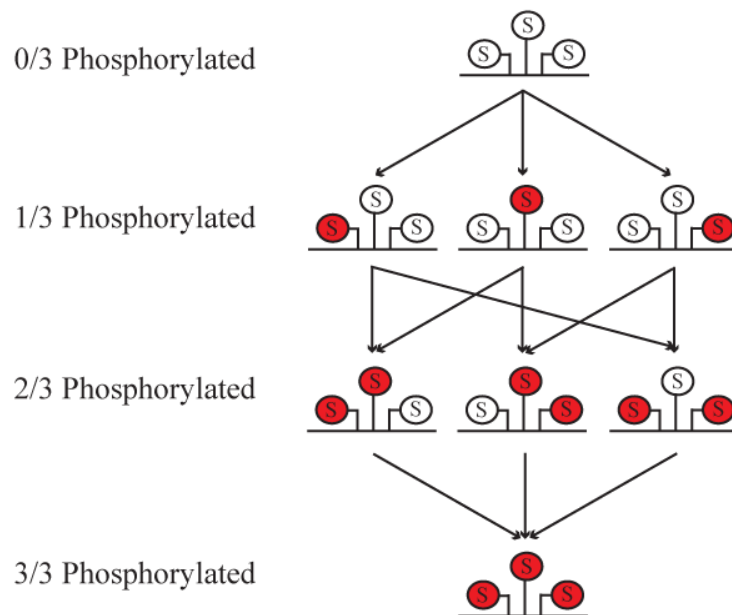 0/3 Phosphorylated
S
S S
1/3 Phosphorylated
S S S
S S S S S S
2/3 Phosphorylated
S S S
S S S S S S
3/3 Phosphorylated
S
S S